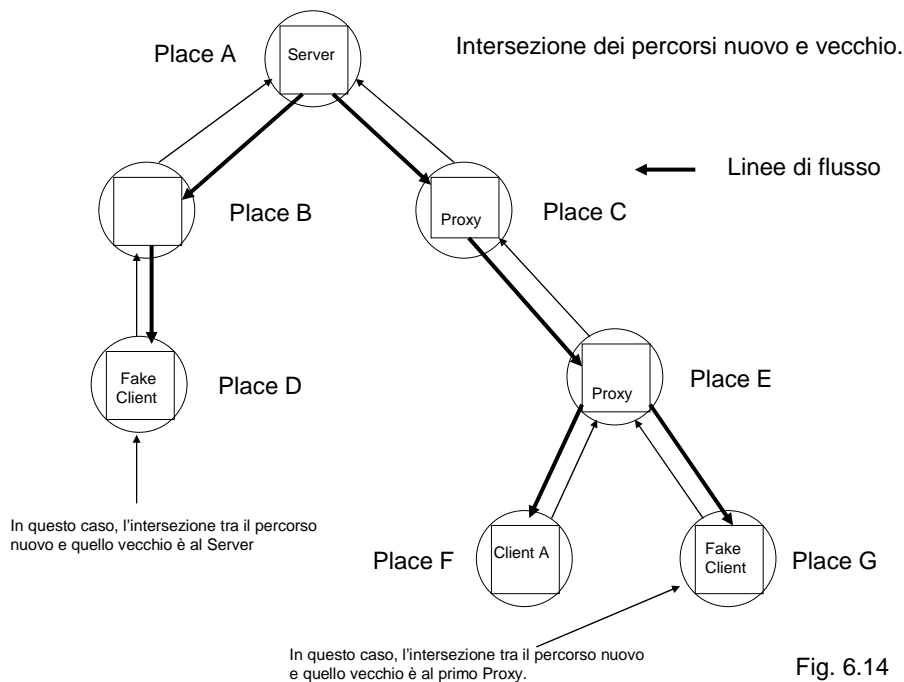 Place A
Server
Intersezione dei percorsi nuovo e vecchio.
Linee di flusso
Place B
Proxy
Place C
Fake
Client
Place D
Proxy
Place E
In questo caso, l'intersezione tra il percorso
nuovo e quello vecchio è al Server
Place F
Client A
Fake
Client
Place G
In questo caso, l'intersezione tra il percorso nuovo
e quello vecchio è al primo Proxy.
Fig. 6.14